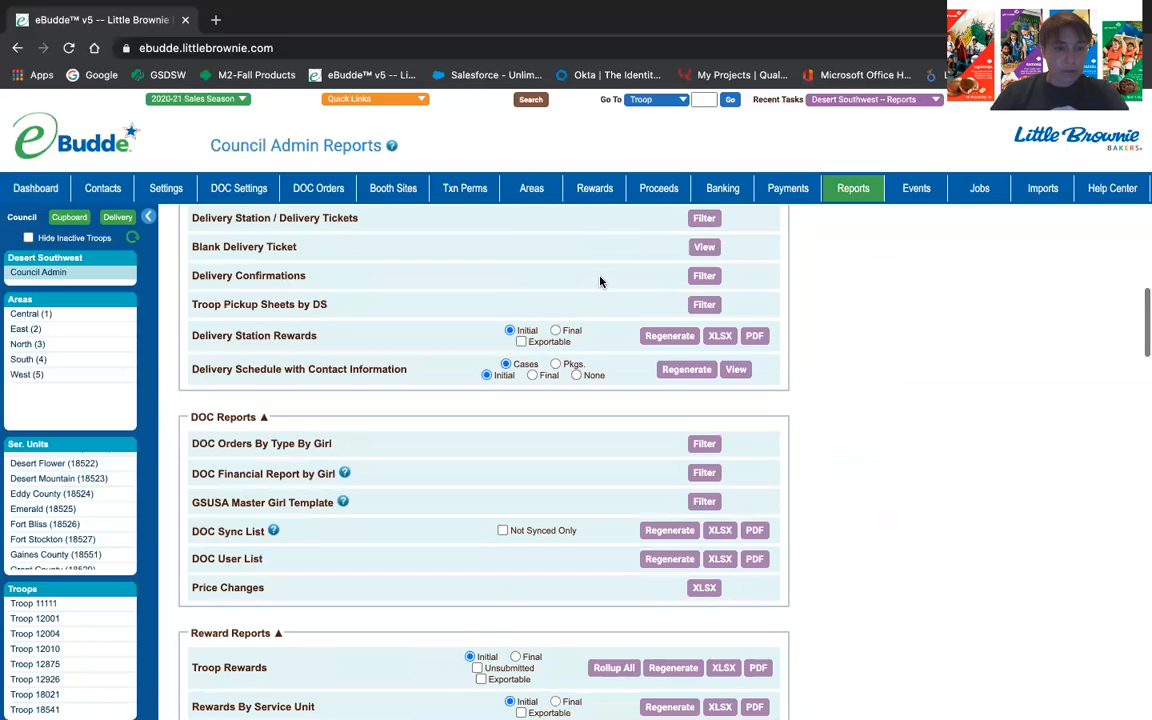 eBudde™ v5 -- Little Brownie
ebudde.littlebrownie.com
Apps Google GSDSW M2-Fall Products eBudde™ v5 -- Li... Salesforce - Unlim... Okta | The Identit... My Projects | Qual... Microsoft Office H...
2020-21 Sales Season Quick Links Search Go To Troop Go Recent Tasks Desert Southwest -- Reports
eBudde Council Admin Reports ? Little Brownie
BAKERS
Dashboard Contacts Settings DOC Settings DOC Orders Booth Sites Txn Perms Areas Rewards Proceeds Banking Payments Reports Events Jobs Imports Help Center
Council Cupboard Delivery
Hide Inactive Troops
Desert Southwest
Council Admin
Areas
Central (1)
East (2)
North (3)
South (4)
West (5)
Ser. Units
Desert Flower (18522)
Desert Mountain (18523)
Eddy County (18524)
Emerald (18525)
Fort Bliss (18526)
Fort Stockton (18527)
Gaines County (18551)
Troops
Troop 11111
Troop 12001
Troop 12004
Troop 12010
Troop 12875
Troop 12926
Troop 18021
Troop 18541
Delivery Station / Delivery Tickets Filter
Blank Delivery Ticket View
Delivery Confirmations Filter
Troop Pickup Sheets by DS Filter
Delivery Station Rewards Initial Final Exportable Regenerate XLSX PDF
Delivery Schedule with Contact Information Cases Pkgs. Initial Final None Regenerate View
DOC Reports ▲
DOC Orders By Type By Girl Filter
DOC Financial Report by Girl ? Filter
GSUSA Master Girl Template ? Filter
DOC Sync List ? Not Synced Only Regenerate XLSX PDF
DOC User List Regenerate XLSX PDF
Price Changes XLSX
Reward Reports ▲
Troop Rewards Initial Final Unsubmitted Exportable Rollup All Regenerate XLSX PDF
Rewards By Service Unit Initial Final Exportable Regenerate XLSX PDF